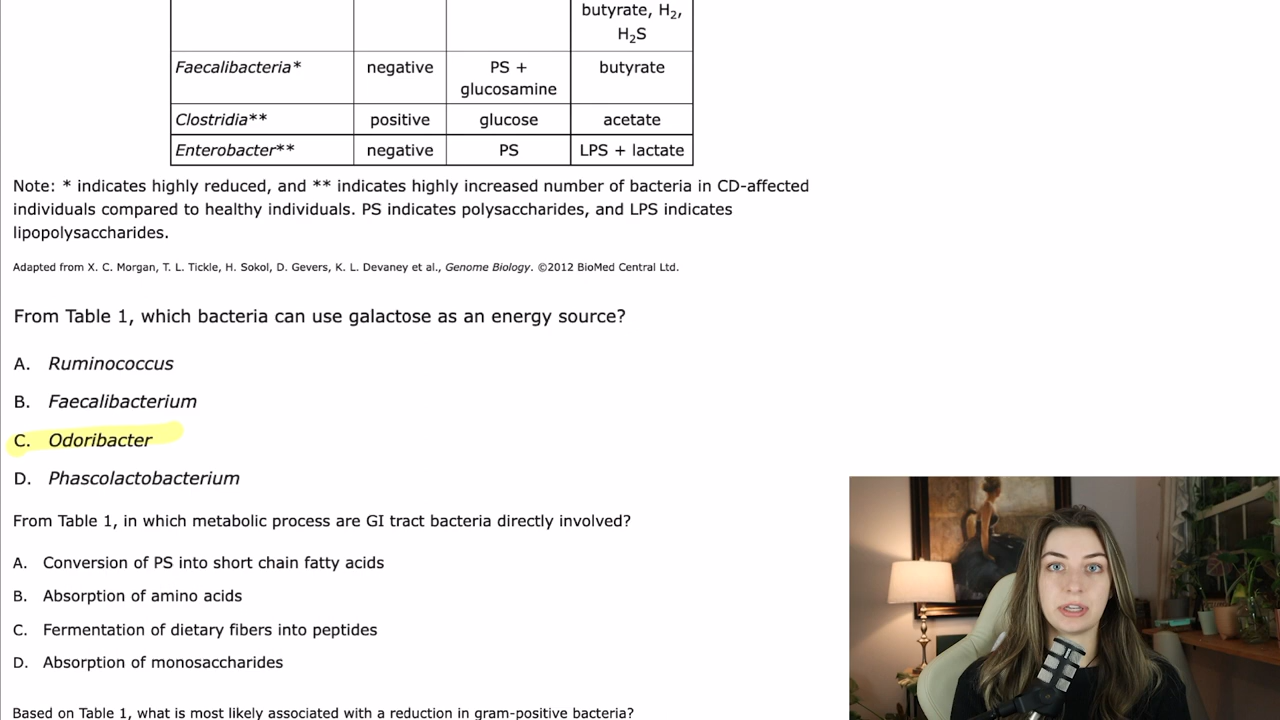 butyrate, H₂,
H₂S
Faecalibacteria* negative PS + butyrate
glucosamine
Clostridia** positive glucose acetate
Enterobacter** negative PS LPS + lactate
Note: * indicates highly reduced, and ** indicates highly increased number of bacteria in CD-affected
individuals compared to healthy individuals. PS indicates polysaccharides, and LPS indicates
lipopolysaccharides.
Adapted from X. C. Morgan, T. L. Tickle, H. Sokol, D. Gevers, K. L. Devaney et al., Genome Biology. ©2012 BioMed Central Ltd.
From Table 1, which bacteria can use galactose as an energy source?
A. Ruminococcus
B. Faecalibacterium
C. Odoribacter
D. Phascolactobacterium
From Table 1, in which metabolic process are GI tract bacteria directly involved?
A. Conversion of PS into short chain fatty acids
B. Absorption of amino acids
C. Fermentation of dietary fibers into peptides
D. Absorption of monosaccharides
Based on Table 1, what is most likely associated with a reduction in gram-positive bacteria?